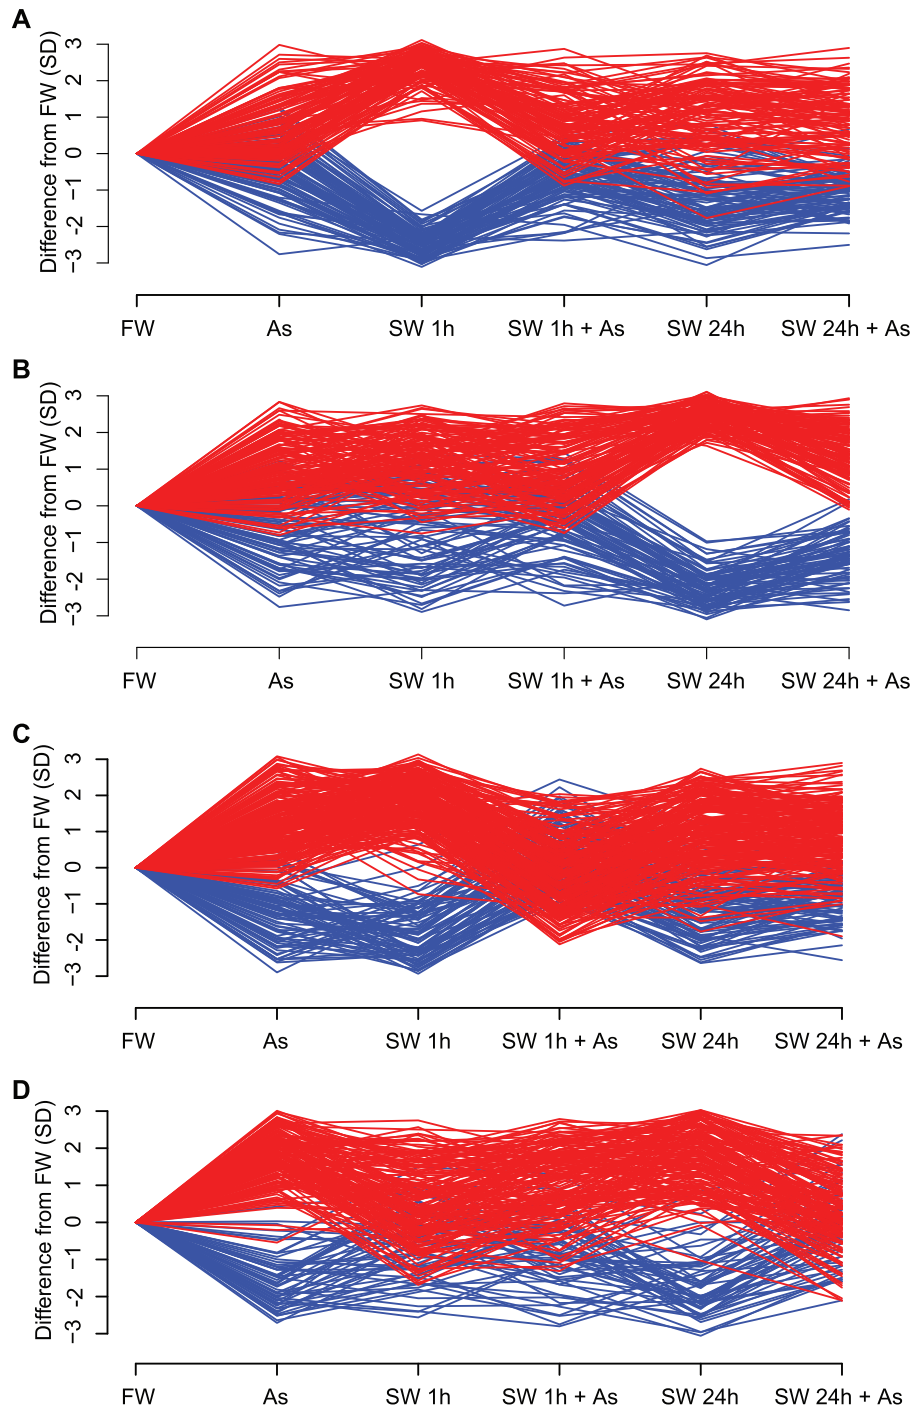 A
Difference from FW (SD)
3
2
1
0
−1
−2
−3
FW As SW 1h SW 1h + As SW 24h SW 24h + As
B
Difference from FW (SD)
3
2
1
0
−1
−2
−3
FW As SW 1h SW 1h + As SW 24h SW 24h + As
C
Difference from FW (SD)
3
2
1
0
−1
−2
−3
FW As SW 1h SW 1h + As SW 24h SW 24h + As
D
Difference from FW (SD)
3
2
1
0
−1
−2
−3
FW As SW 1h SW 1h + As SW 24h SW 24h + As